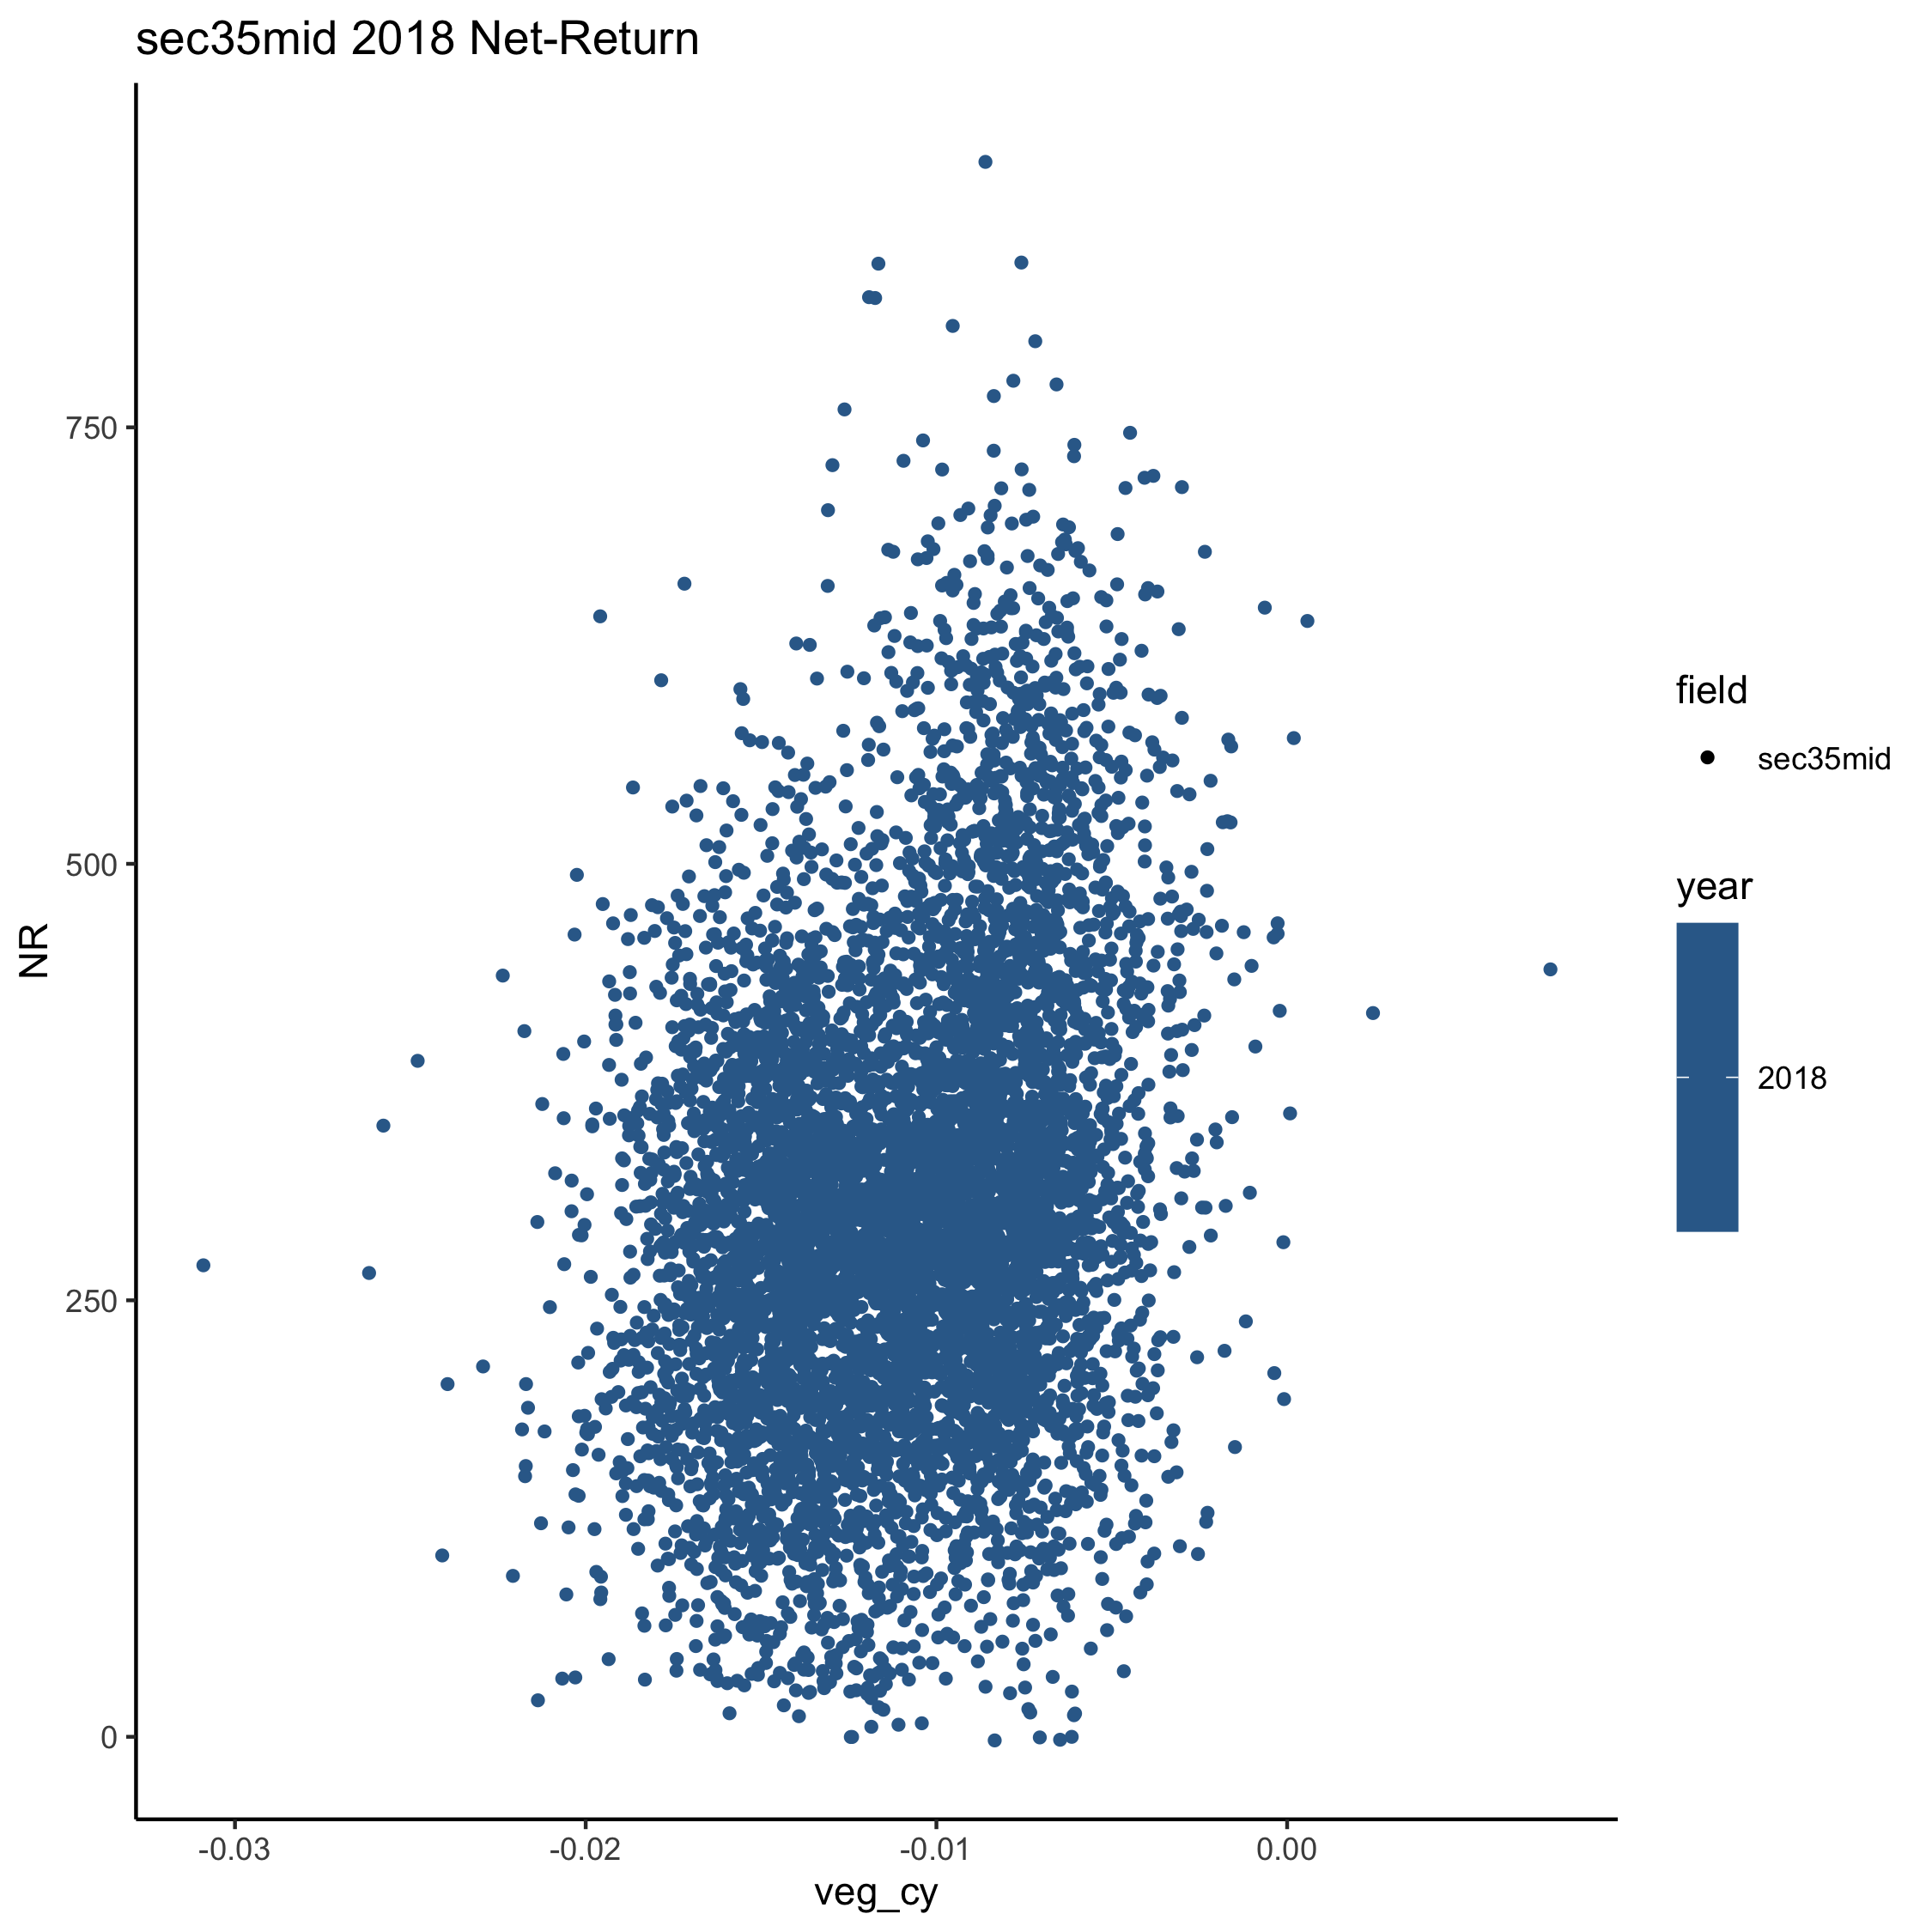 sec35mid 2018 Net-Return
NR
750
500
250
0
-0.03
-0.02
-0.01
0.00
veg_cy
field
sec35mid
year
2018